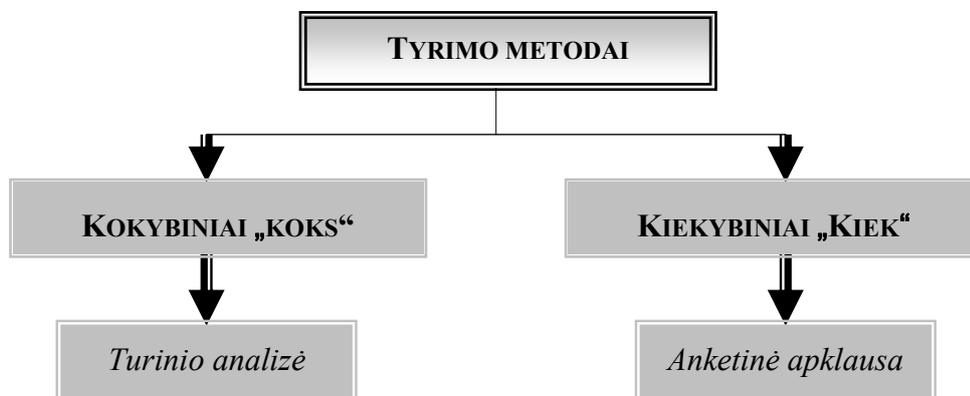 TYRIMO METODAI
KOKYBINIAI „KOKS“
KIEKYBINIAI „KIEK“
Turinio analizė
Anketinė apklausa